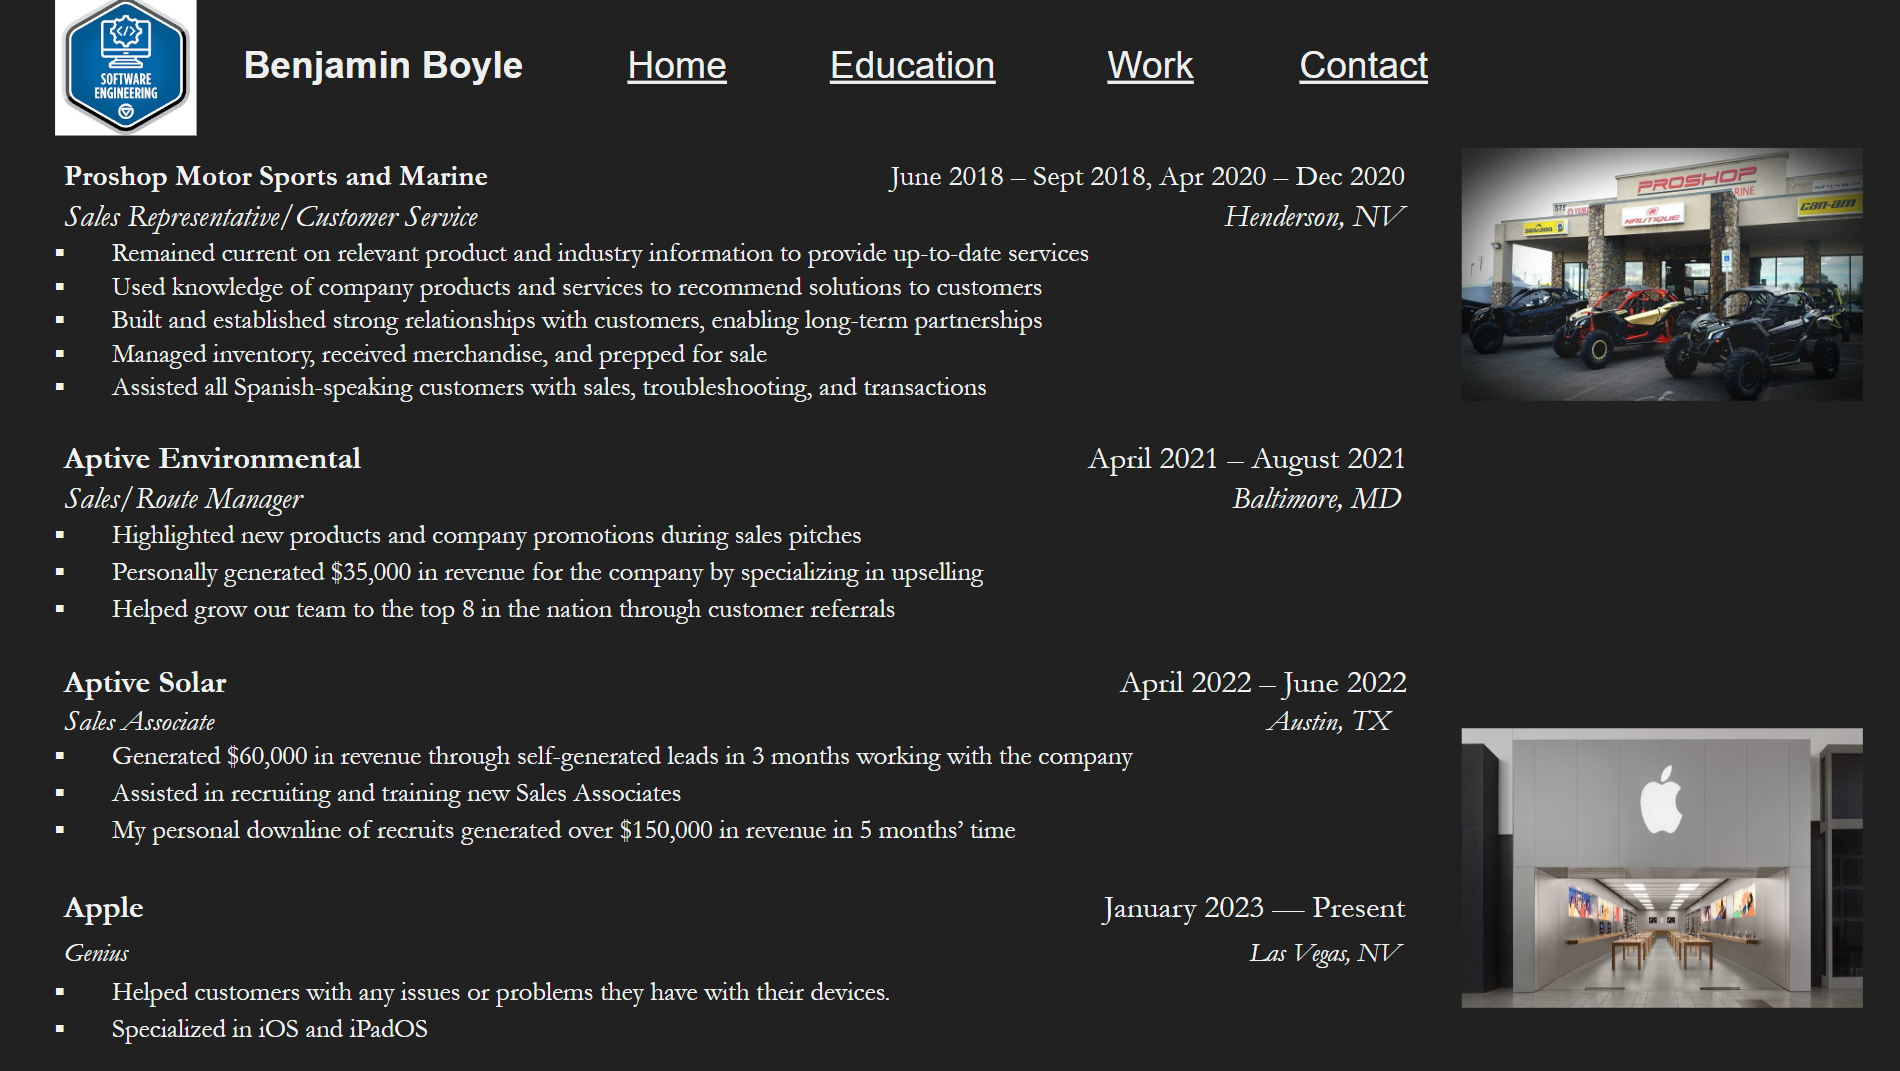 SOFTWARE
ENGINEERING
Benjamin Boyle Home Education Work Contact
Proshop Motor Sports and Marine June 2018 – Sept 2018, Apr 2020 – Dec 2020
Sales Representative/Customer Service Henderson, NV
▪ Remained current on relevant product and industry information to provide up-to-date services
▪ Used knowledge of company products and services to recommend solutions to customers
▪ Built and established strong relationships with customers, enabling long-term partnerships
▪ Managed inventory, received merchandise, and prepped for sale
▪ Assisted all Spanish-speaking customers with sales, troubleshooting, and transactions
PROSHOP
NAUTIQUE
can-am
Aptive Environmental April 2021 – August 2021
Sales/Route Manager Baltimore, MD
▪ Highlighted new products and company promotions during sales pitches
▪ Personally generated $35,000 in revenue for the company by specializing in upselling
▪ Helped grow our team to the top 8 in the nation through customer referrals
Aptive Solar April 2022 – June 2022
Sales Associate Austin, TX
▪ Generated $60,000 in revenue through self-generated leads in 3 months working with the company
▪ Assisted in recruiting and training new Sales Associates
▪ My personal downline of recruits generated over $150,000 in revenue in 5 months’ time
Apple January 2023 — Present
Genius Las Vegas, NV
▪ Helped customers with any issues or problems they have with their devices.
▪ Specialized in iOS and iPadOS